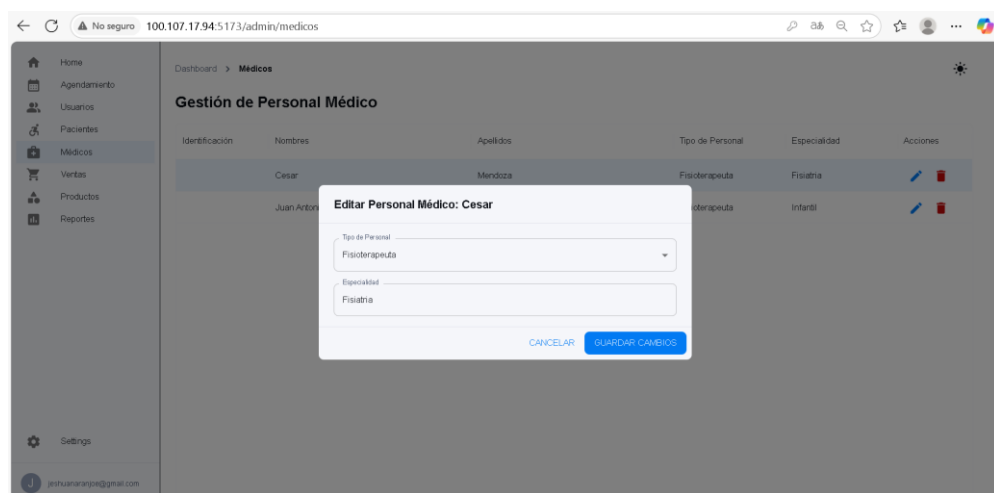 No seguro 100.107.17.94:5173/admin/medicos
Home
Agendamiento
Usuarios
Pacientes
Médicos
Ventas
Productos
Reportes
Settings
J jeshuanaranjoe@gmail.com
Dashboard > Médicos
Gestión de Personal Médico
Identificación Nombres Apellidos Tipo de Personal Especialidad Acciones
Cesar Mendoza Fisioterapeuta Fisiatria
Juan Antoni oterapeuta Infantil
Editar Personal Médico: Cesar
Tipo de Personal
Fisioterapeuta
Especialidad
Fisiatria
CANCELAR GUARDAR CAMBIOS